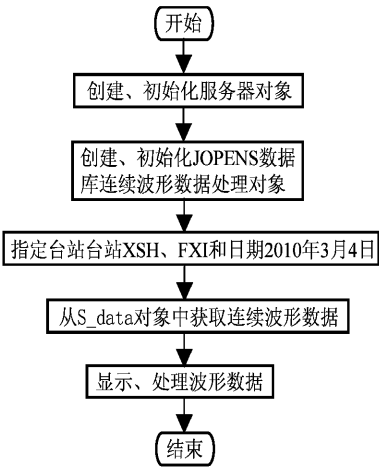 开始
创建、初始化服务器对象
创建、初始化JOPENS数据
库连续波形数据处理对象
指定台站台站XSH、FXI和日期2010年3月4日
从S_data对象中获取连续波形数据
显示、处理波形数据
结束